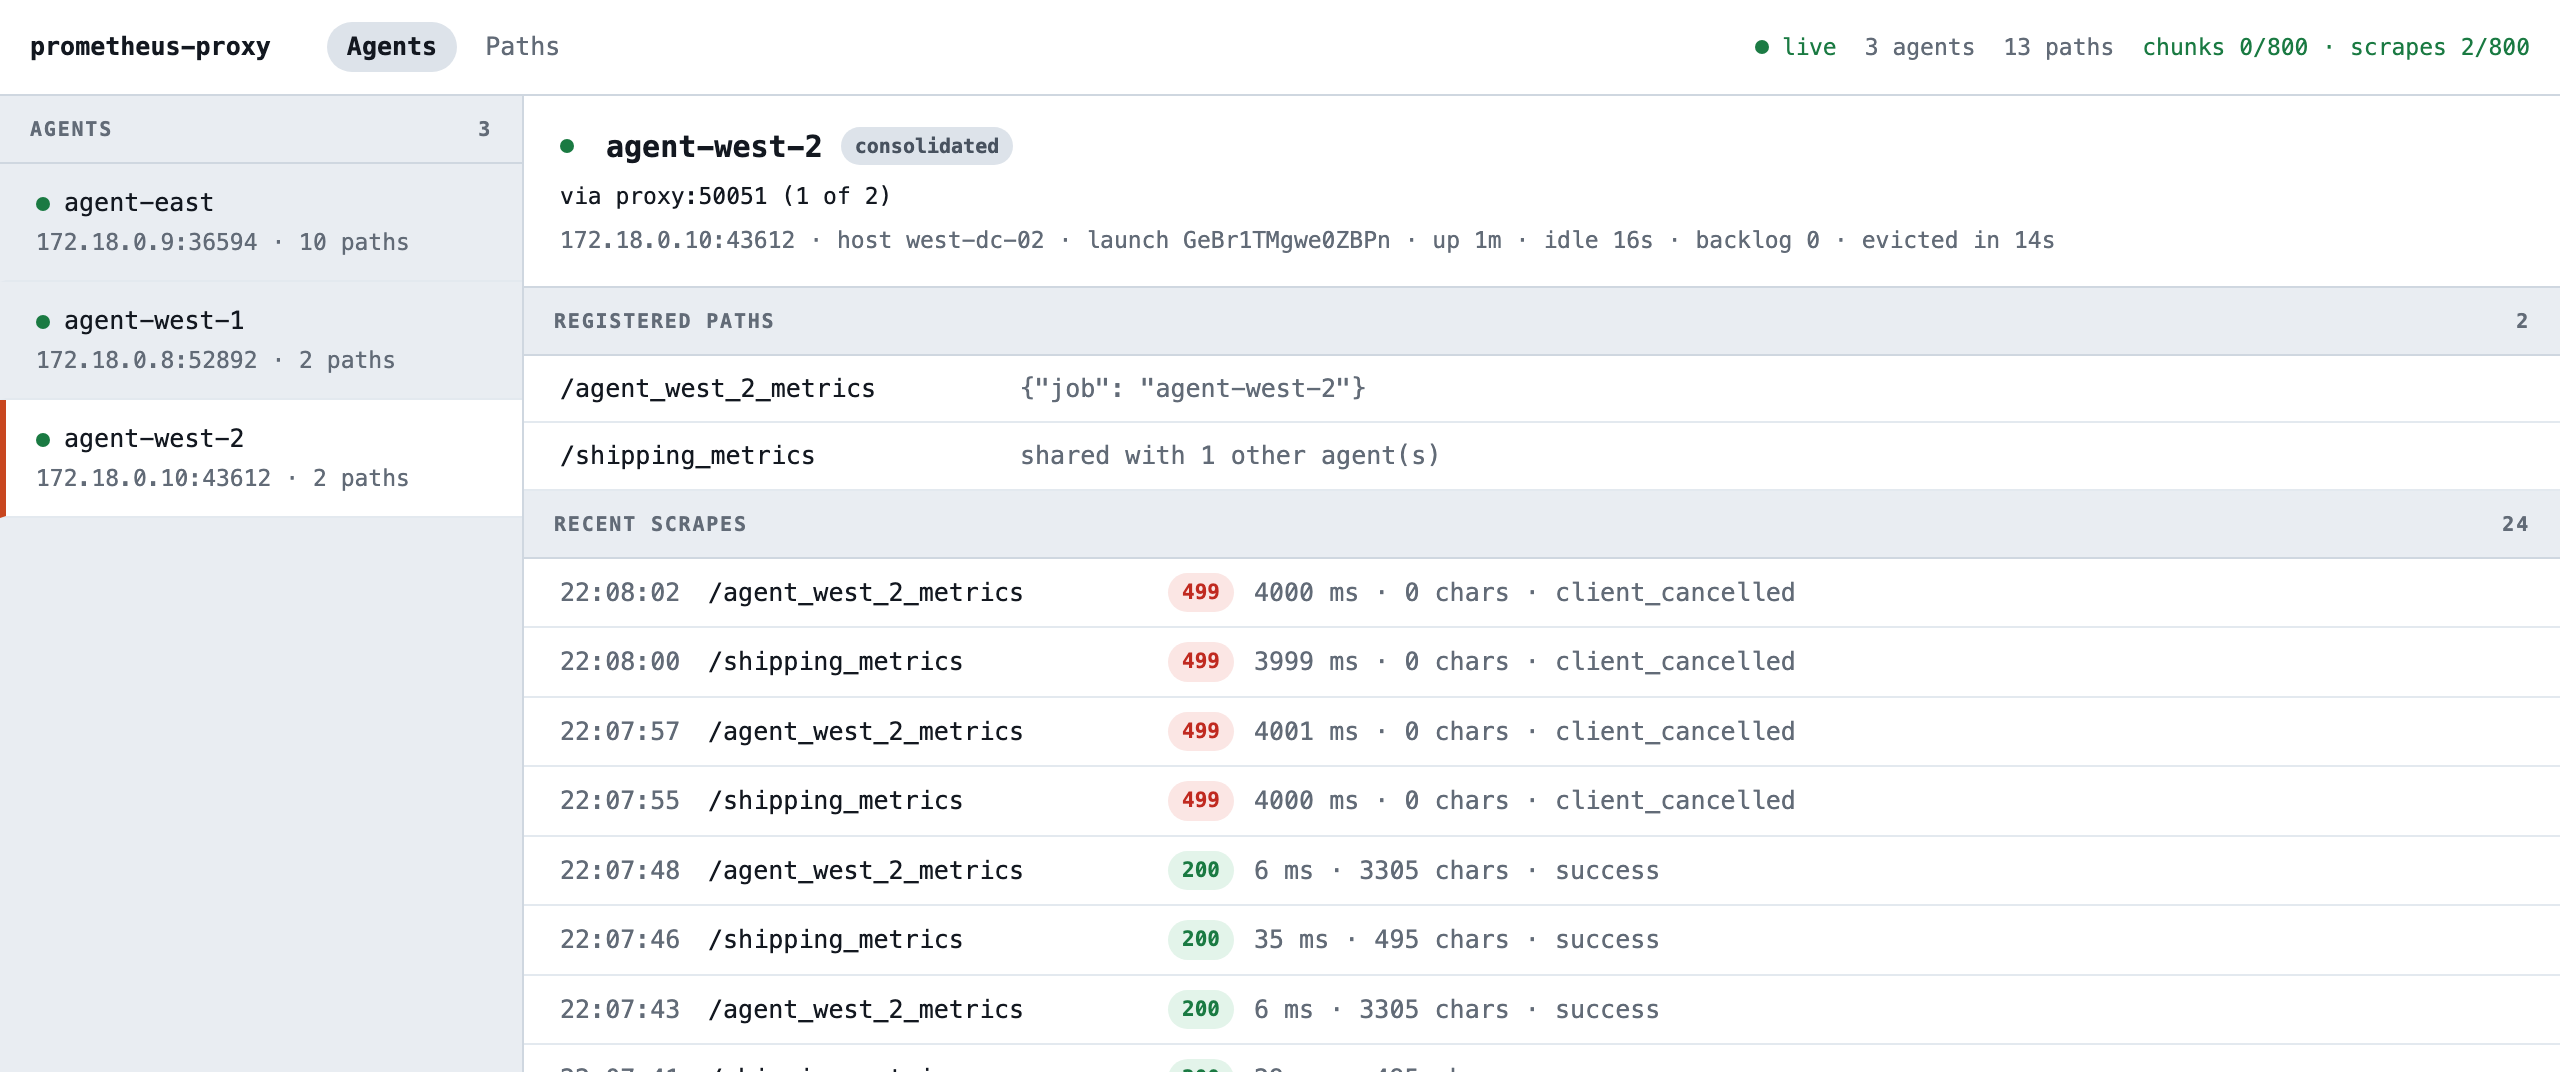 prometheus-proxy Agents Paths live 3 agents 13 paths chunks 0/800 · scrapes 2/800
AGENTS 3
agent-east
172.18.0.9:36594 · 10 paths
agent-west-1
172.18.0.8:52892 · 2 paths
agent-west-2
172.18.0.10:43612 · 2 paths
agent-west-2 consolidated
via proxy:50051 (1 of 2)
172.18.0.10:43612 · host west-dc-02 · launch GeBr1TMgwe0ZBPn · up 1m · idle 16s · backlog 0 · evicted in 14s
REGISTERED PATHS 2
/agent_west_2_metrics {"job": "agent-west-2"}
/shipping_metrics shared with 1 other agent(s)
RECENT SCRAPES 24
22:08:02 /agent_west_2_metrics 499 4000 ms · 0 chars · client_cancelled
22:08:00 /shipping_metrics 499 3999 ms · 0 chars · client_cancelled
22:07:57 /agent_west_2_metrics 499 4001 ms · 0 chars · client_cancelled
22:07:55 /shipping_metrics 499 4000 ms · 0 chars · client_cancelled
22:07:48 /agent_west_2_metrics 200 6 ms · 3305 chars · success
22:07:46 /shipping_metrics 200 35 ms · 495 chars · success
22:07:43 /agent_west_2_metrics 200 6 ms · 3305 chars · success